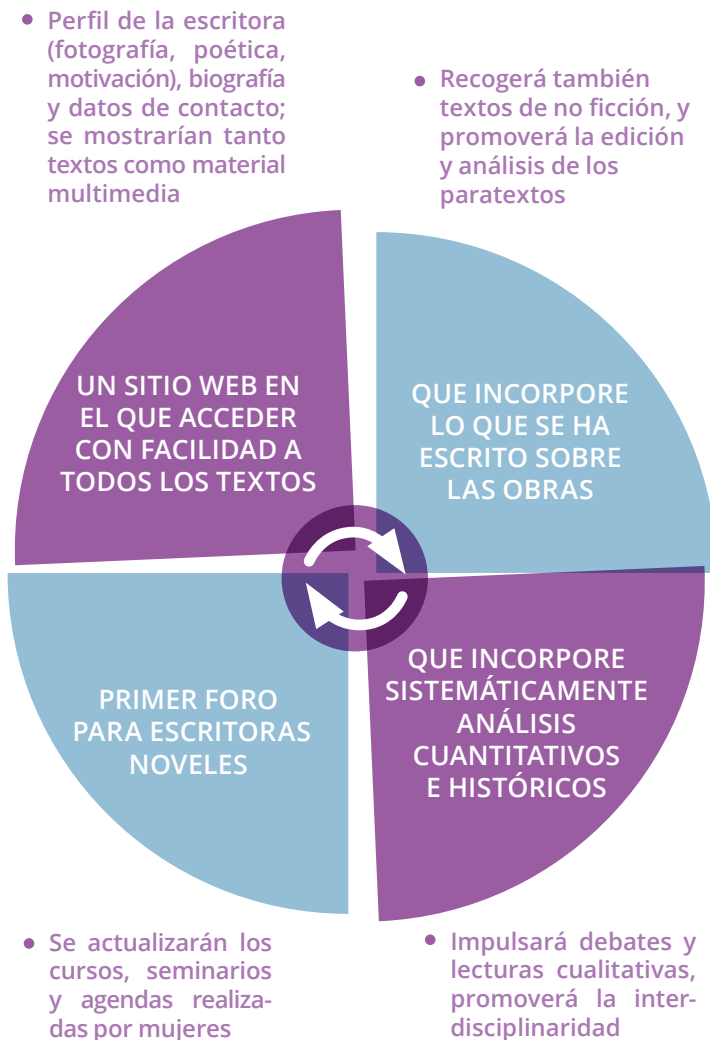 Perfil de la escritora
(fotografía, poética,
motivación), biografía
y datos de contacto;
se mostrarían tanto
textos como material
multimedia
Recogerá también
textos de no ficción, y
promoverá la edición
y análisis de los
paratextos
UN SITIO WEB EN
EL QUE ACCEDER
CON FACILIDAD A
TODOS LOS TEXTOS
QUE INCORPORE
LO QUE SE HA
ESCRITO SOBRE
LAS OBRAS
PRIMER FORO
PARA ESCRITORAS
NOVELES
QUE INCORPORE
SISTEMÁTICAMENTE
ANÁLISIS
CUANTITATIVOS
E HISTÓRICOS
Se actualizarán los
cursos, seminarios
y agendas realiza-
das por mujeres
Impulsará debates y
lecturas cualitativas,
promoverá la inter-
disciplinaridad